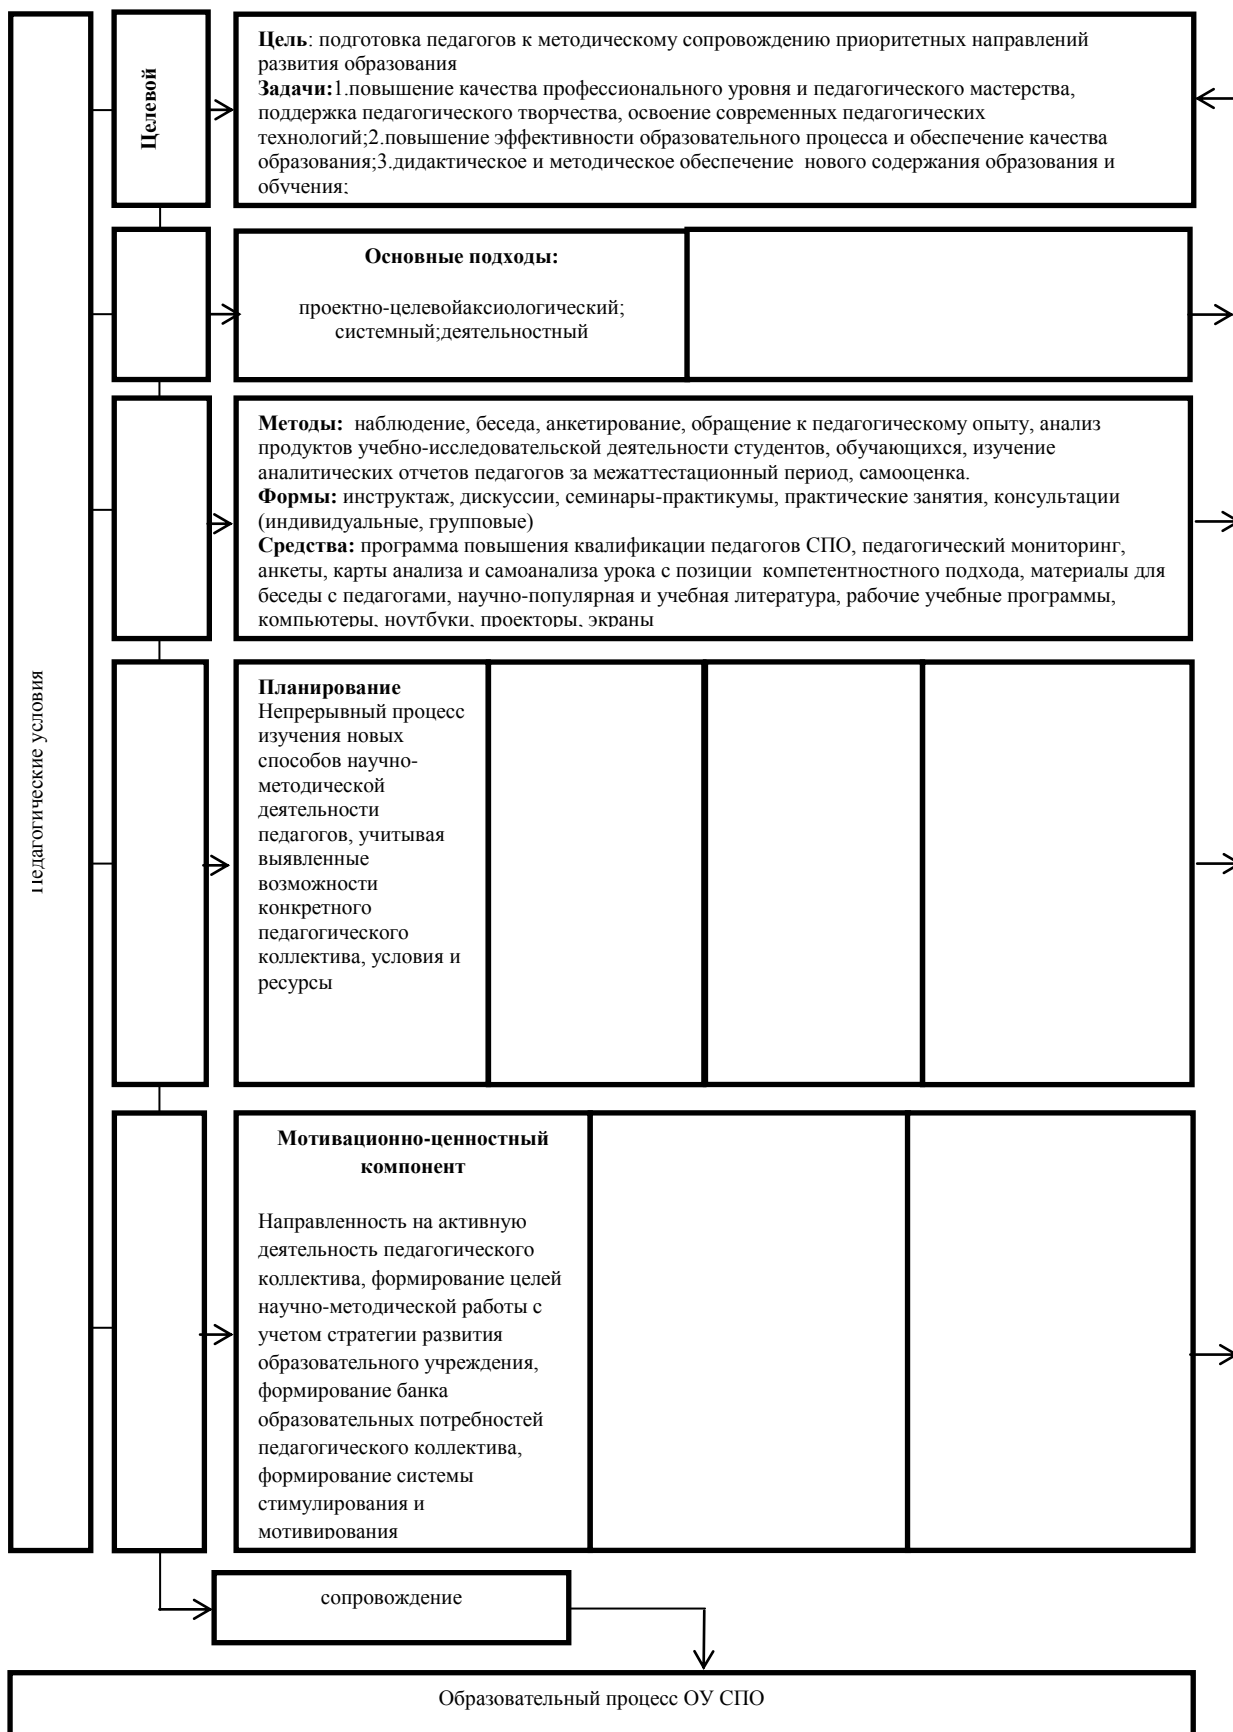 Педагогические условия
Целевой
Цель: подготовка педагогов к методическому сопровождению приоритетных направлений
развития образования
Задачи:1.повышение качества профессионального уровня и педагогического мастерства,
поддержка педагогического творчества, освоение современных педагогических
технологий;2.повышение эффективности образовательного процесса и обеспечение качества
образования;3.дидактическое и методическое обеспечение нового содержания образования и
обучения;
Основные подходы:
проектно-целевойаксиологический;
системный;деятельностный
Методы: наблюдение, беседа, анкетирование, обращение к педагогическому опыту, анализ
продуктов учебно-исследовательской деятельности студентов, обучающихся, изучение
аналитических отчетов педагогов за межаттестационный период, самооценка.
Формы: инструктаж, дискуссии, семинары-практикумы, практические занятия, консультации
(индивидуальные, групповые)
Средства: программа повышения квалификации педагогов СПО, педагогический мониторинг,
анкеты, карты анализа и самоанализа урока с позиции компетентностного подхода, материалы для
беседы с педагогами, научно-популярная и учебная литература, рабочие учебные программы,
компьютеры, ноутбуки, проекторы, экраны
Планирование
Непрерывный процесс
изучения новых
способов научно-
методической
деятельности
педагогов, учитывая
выявленные
возможности
конкретного
педагогического
коллектива, условия и
ресурсы
Мотивационно-ценностный
компонент
Направленность на активную
деятельность педагогического
коллектива, формирование целей
научно-методической работы с
учетом стратегии развития
образовательного учреждения,
формирование банка
образовательных потребностей
педагогического коллектива,
формирование системы
стимулирования и
мотивирования
сопровождение
Образовательный процесс ОУ СПО